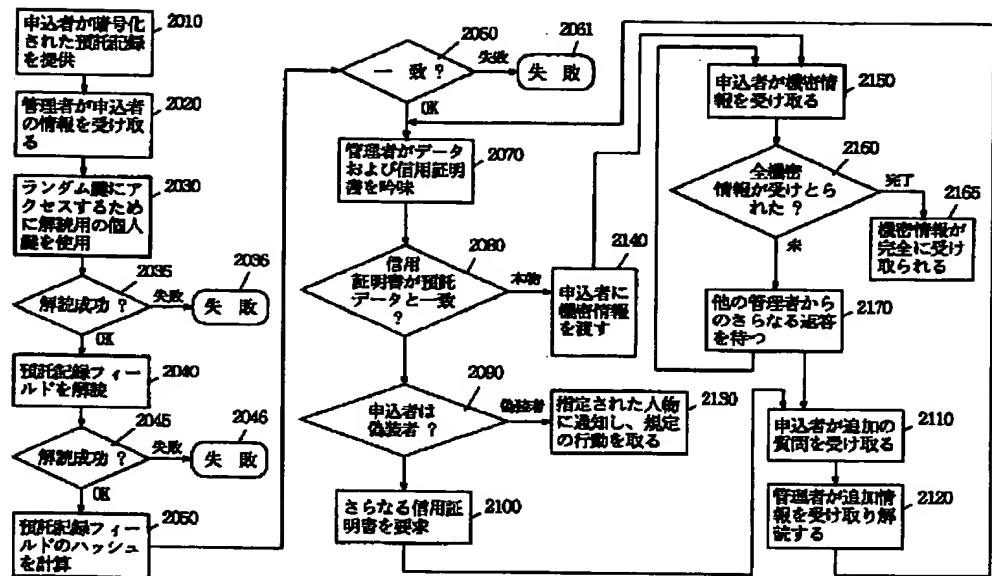 申込者が暗号化
された預託記録
を提供
2010
管理者が申込者
の情報を受け取
る
2020
ランダム鍵にア
クセスするため
に解読用の個人
鍵を使用
2030
解読成功？
2035
失敗
失 敗
2036
OK
預託記録フィー
ルドを解読
2040
解読成功？
2045
失敗
失 敗
2046
OK
預託記録フィー
ルドのハッシュ
を計算
2050
一 致？
2060
失敗
失 敗
2061
OK
管理者がデータ
および信用証明
書を吟味
2070
信用
証明書が預託
データと一致
？
2080
本物
申込者に
機密情報
を渡す
2140
申込者は
偽装者？
2090
偽装者
指定された人物
に通知し、規定
の行動を取る
2130
さらなる信用証
明書を要求
2100
申込者が機密情
報を受け取る
2150
全機密
情報が受けとら
れた？
2160
完了
機密情報が
完全に受け
取られる
2165
未
他の管理者から
のさらなる返答
を待つ
2170
申込者が追加の
質問を受け取る
2110
管理者が追加情
報を受け取り解
読する
2120